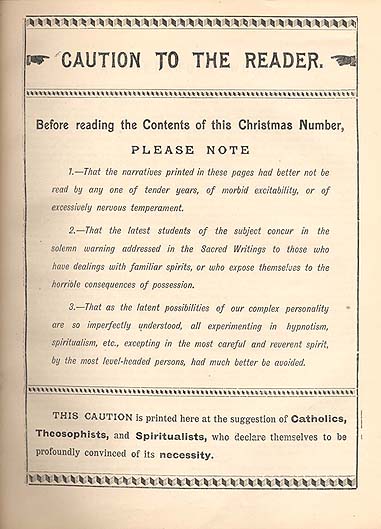 CAUTION TO THE READER.
Before reading the Contents of this Christmas Number,
PLEASE NOTE
1.—That the narratives printed in these pages had better not be
read by any one of tender years, of morbid excitability, or of
excessively nervous temperament.
2.—That the latest students of the subject concur in the
solemn warning addressed in the Sacred Writings to those who
have dealings with familiar spirits, or who expose themselves to the
horrible consequences of possession.
3.—That as the latent possibilities of our complex personality
are so imperfectly understood, all experimenting in hypnotism,
spiritualism, etc., excepting in the most careful and reverent spirit,
by the most level-headed persons, had much better be avoided.
THIS CAUTION is printed here at the suggestion of Catholics,
Theosophists, and Spiritualists, who declare themselves to be
profoundly convinced of its necessity.